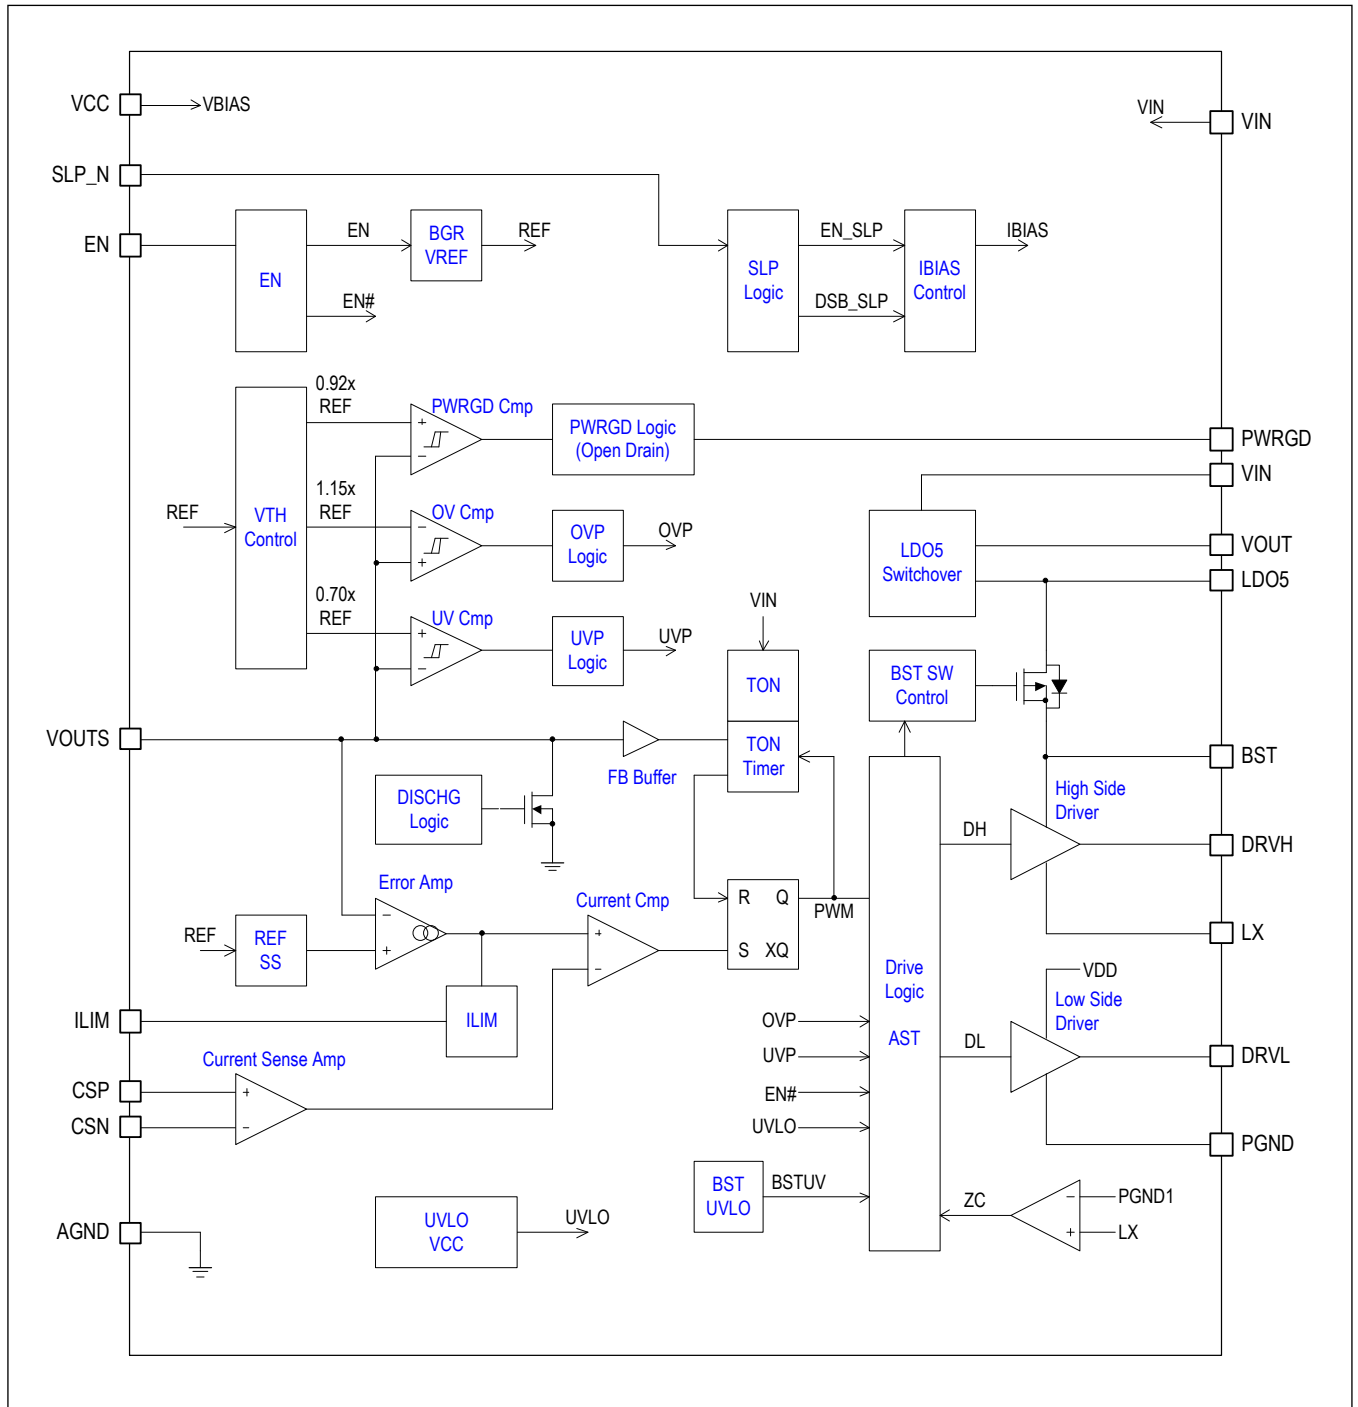 VCC
VBIAS
VIN
VIN
SLP_N
EN
EN
EN
EN#
BGR
VREF
REF
SLP
Logic
EN_SLP
DSB_SLP
IBIAS
Control
IBIAS
0.92x
REF
PWRGD Cmp
+
−
PWRGD Logic
(Open Drain)
PWRGD
VIN
REF
VTH
Control
1.15x
REF
OV Cmp
−
+
OVP
Logic
OVP
LDO5
Switchover
VOUT
LDO5
0.70x
REF
UV Cmp
+
−
UVP
Logic
UVP
VIN
TON
TON
Timer
BST SW
Control
VOUTS
FB Buffer
BST
DISCHG
Logic
High Side
Driver
DH
DRVH
Error Amp
−
+
Current Cmp
+
−
R Q
S XQ
PWM
REF
REF
SS
LX
Drive
Logic
AST
VDD
Low Side
Driver
ILIM
ILIM
OVP
UVP
EN#
UVLO
DL
DRVL
Current Sense Amp
CSP
+
CSN
−
PGND
BST
UVLO
BSTUV
ZC
−
PGND1
+
LX
AGND
UVLO
VCC
UVLO